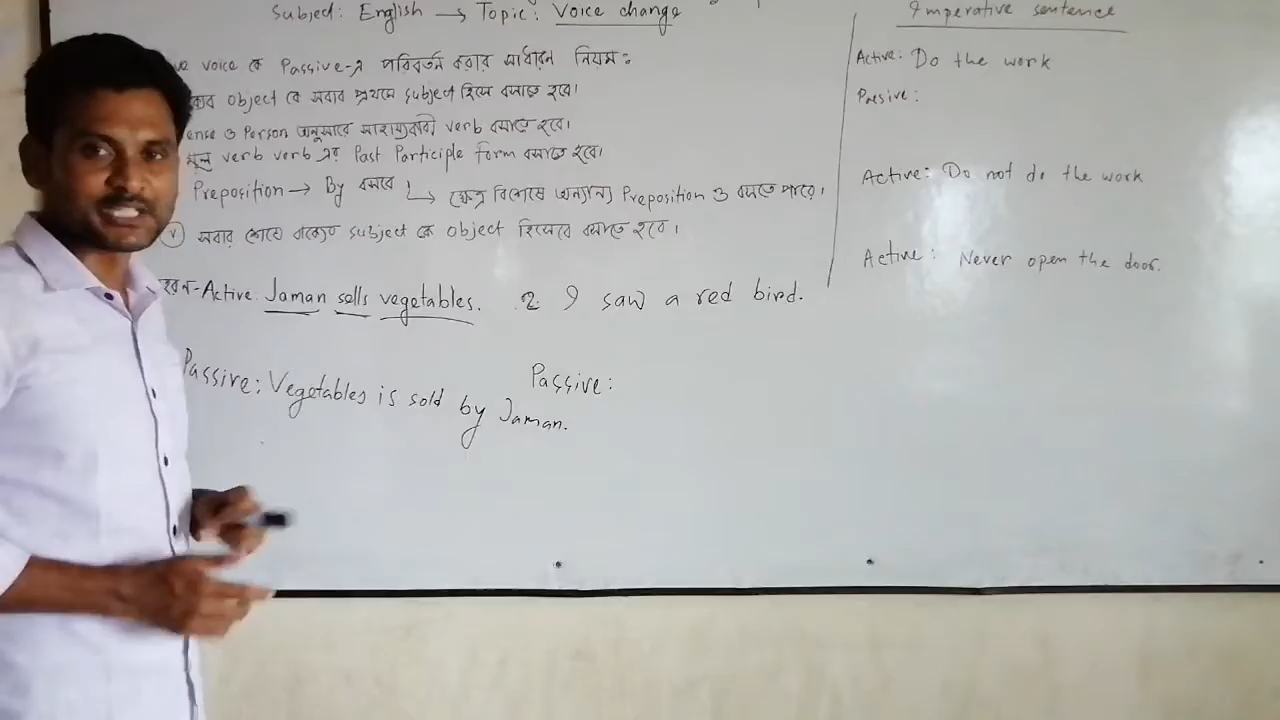 Subject: English → Topic: Voice change
voice কে Passive-এ পরিবর্তন করার সাধারন নিয়ম:
object কে সবার প্রথমে subject হিসেবে বসাতে হবে।
ense ও Person অনুসারে সাহায্যকারী verb বসাতে হবে।
মূল verb verb এর Past Participle form বসাতে হবে।
Preposition → By বসবে। ↳ ক্ষেত্র বিশেষে অন্যান্য Preposition ও বসতে পারে।
সবার শেষে বাক্যের subject কে object হিসেবে বসাতে হবে।
Active. Jaman sells vegetables. 2. I saw a red bird.
Passive: Vegetables is sold by Jaman.
Passive:
Imperative sentence
Active: Do the work
Passive:
Active: Do not do the work
Active: Never open the door.